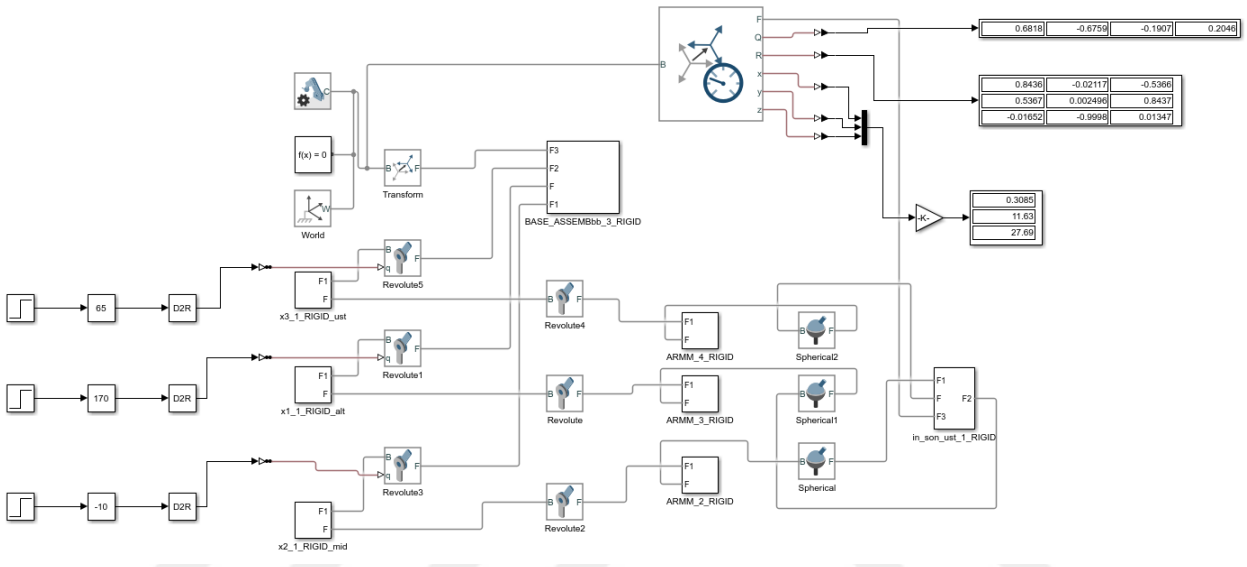 F
Q
R
x
y
z
B
0.6818 -0.6759 -0.1907 0.2046
0.8436 -0.02117 -0.5366
0.5367 0.002496 0.8437
-0.01652 -0.9998 0.01347
C
f(x) = 0
W
World
B F
Transform
F3
F2
F
F1
BASE_ASSEMBbb_3_RIGID
-K-
0.3085
11.63
27.69
65
D2R
F1
F
x3_1_RIGID_ust
B
q
F
Revolute5
B F
Revolute4
F1
F
ARMM_4_RIGID
B F
Spherical2
170
D2R
F1
F
x1_1_RIGID_alt
B
q
F
Revolute1
B F
Revolute
F1
F
ARMM_3_RIGID
B F
Spherical1
F1
F F2
F3
in_son_ust_1_RIGID
-10
D2R
F1
F
x2_1_RIGID_mid
B
q
F
Revolute3
B F
Revolute2
F1
F
ARMM_2_RIGID
B F
Spherical